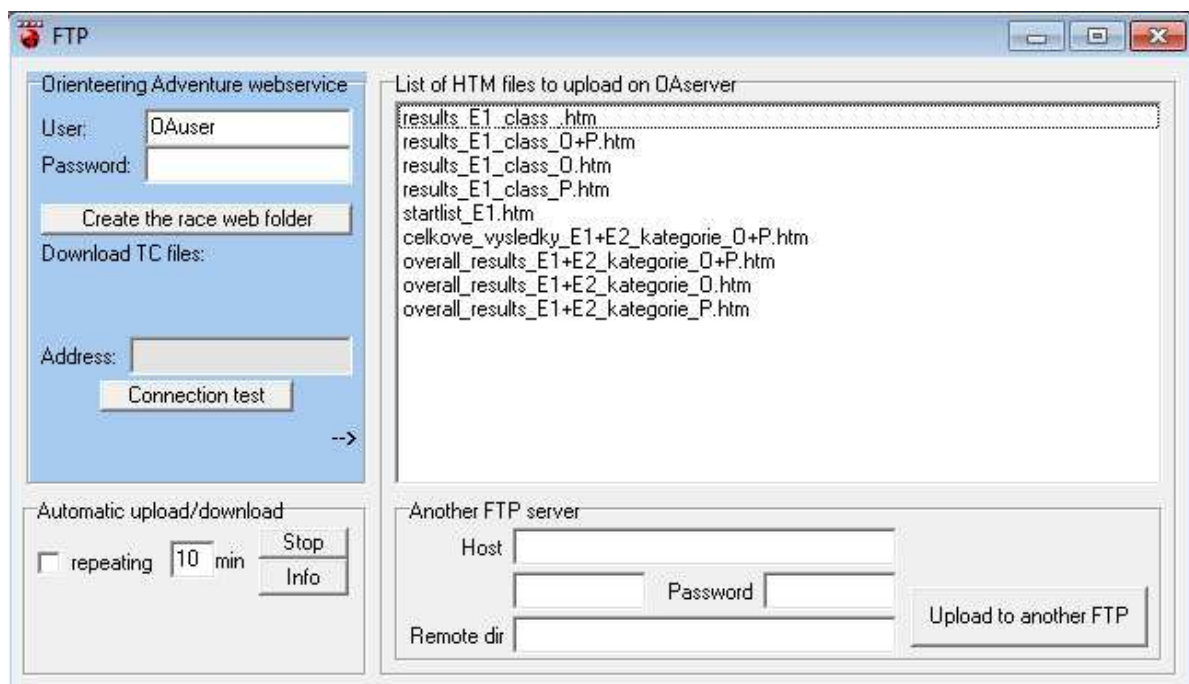 FTP
Orienteering Adventure webservice
User: OAuser
Password:
Create the race web folder
Download TC files:
Address:
Connection test
-->
List of HTM files to upload on OAserver
results_E1_class_.htm
results_E1_class_O+P.htm
results_E1_class_O.htm
results_E1_class_P.htm
startlist_E1.htm
celkove_vysledky_E1+E2_kategorie_O+P.htm
overall_results_E1+E2_kategorie_O+P.htm
overall_results_E1+E2_kategorie_O.htm
overall_results_E1+E2_kategorie_P.htm
Automatic upload/download
repeating 10 min
Stop
Info
Another FTP server
Host
Password
Remote dir
Upload to another FTP